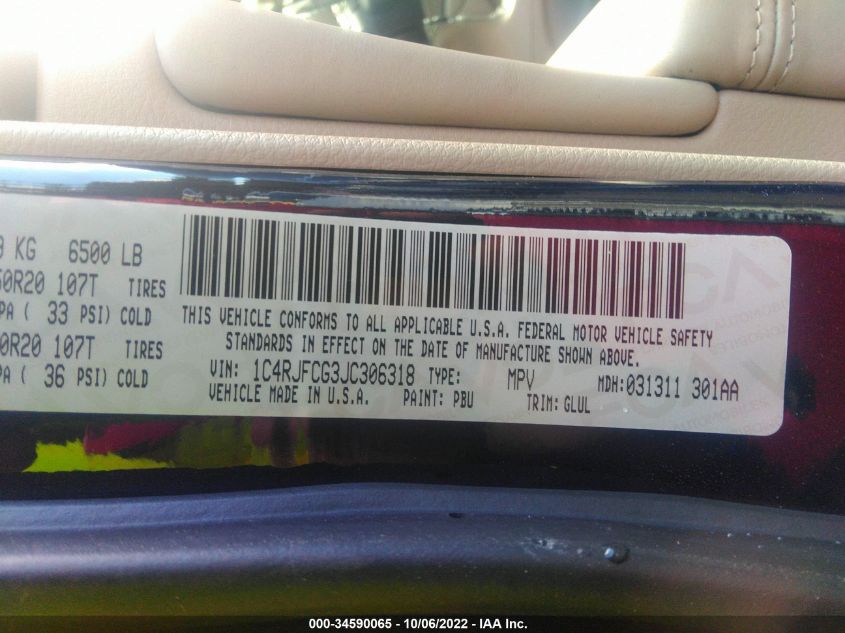 KG 6500 LB
0R20 107T TIRES
PA ( 33 PSI) COLD
0R20 107T TIRES
PA ( 36 PSI) COLD
THIS VEHICLE CONFORMS TO ALL APPLICABLE U.S.A. FEDERAL MOTOR VEHICLE SAFETY
STANDARDS IN EFFECT ON THE DATE OF MANUFACTURE SHOWN ABOVE.
VIN: 1C4RJFCG3JC306318 TYPE: MPV MDH:031311 301AA
VEHICLE MADE IN U.S.A. PAINT: PBU TRIM: GLUL
000-34590065 - 10/06/2022 - IAA Inc.